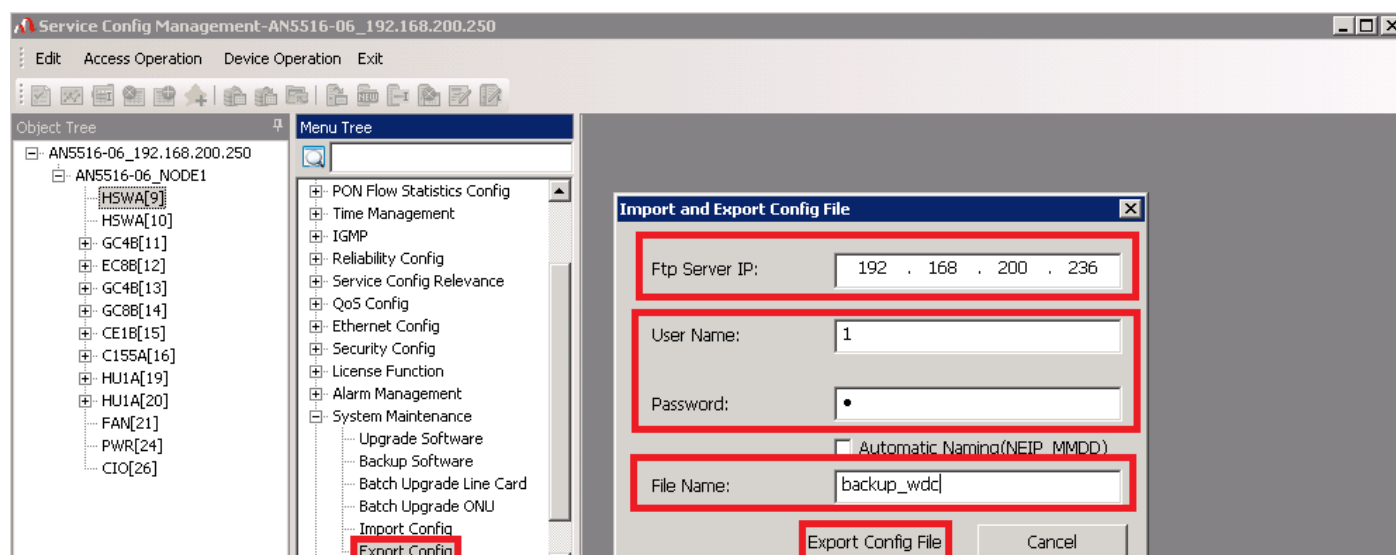 Service Config Management-AN5516-06_192.168.200.250
Edit Access Operation Device Operation Exit
Object Tree
AN5516-06_192.168.200.250
AN5516-06_NODE1
HSWA[9]
HSWA[10]
GC4B[11]
EC8B[12]
GC4B[13]
GC8B[14]
CE1B[15]
C155A[16]
HU1A[19]
HU1A[20]
FAN[21]
PWR[24]
CIO[26]
Menu Tree
PON Flow Statistics Config
Time Management
IGMP
Reliability Config
Service Config Relevance
QoS Config
Ethernet Config
Security Config
License Function
Alarm Management
System Maintenance
Upgrade Software
Backup Software
Batch Upgrade Line Card
Batch Upgrade ONU
Import Config
Export Config
Import and Export Config File
Ftp Server IP: 192 . 168 . 200 . 236
User Name: 1
Password: •
Automatic Naming(NEIP_MMDD)
File Name: backup_wdc
Export Config File Cancel